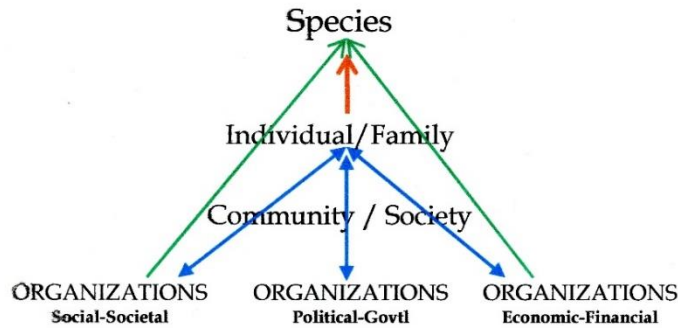 Species
Individual/Family
Community / Society
ORGANIZATIONS ORGANIZATIONS ORGANIZATIONS
Social-Societal Political-Govtl Economic-Financial